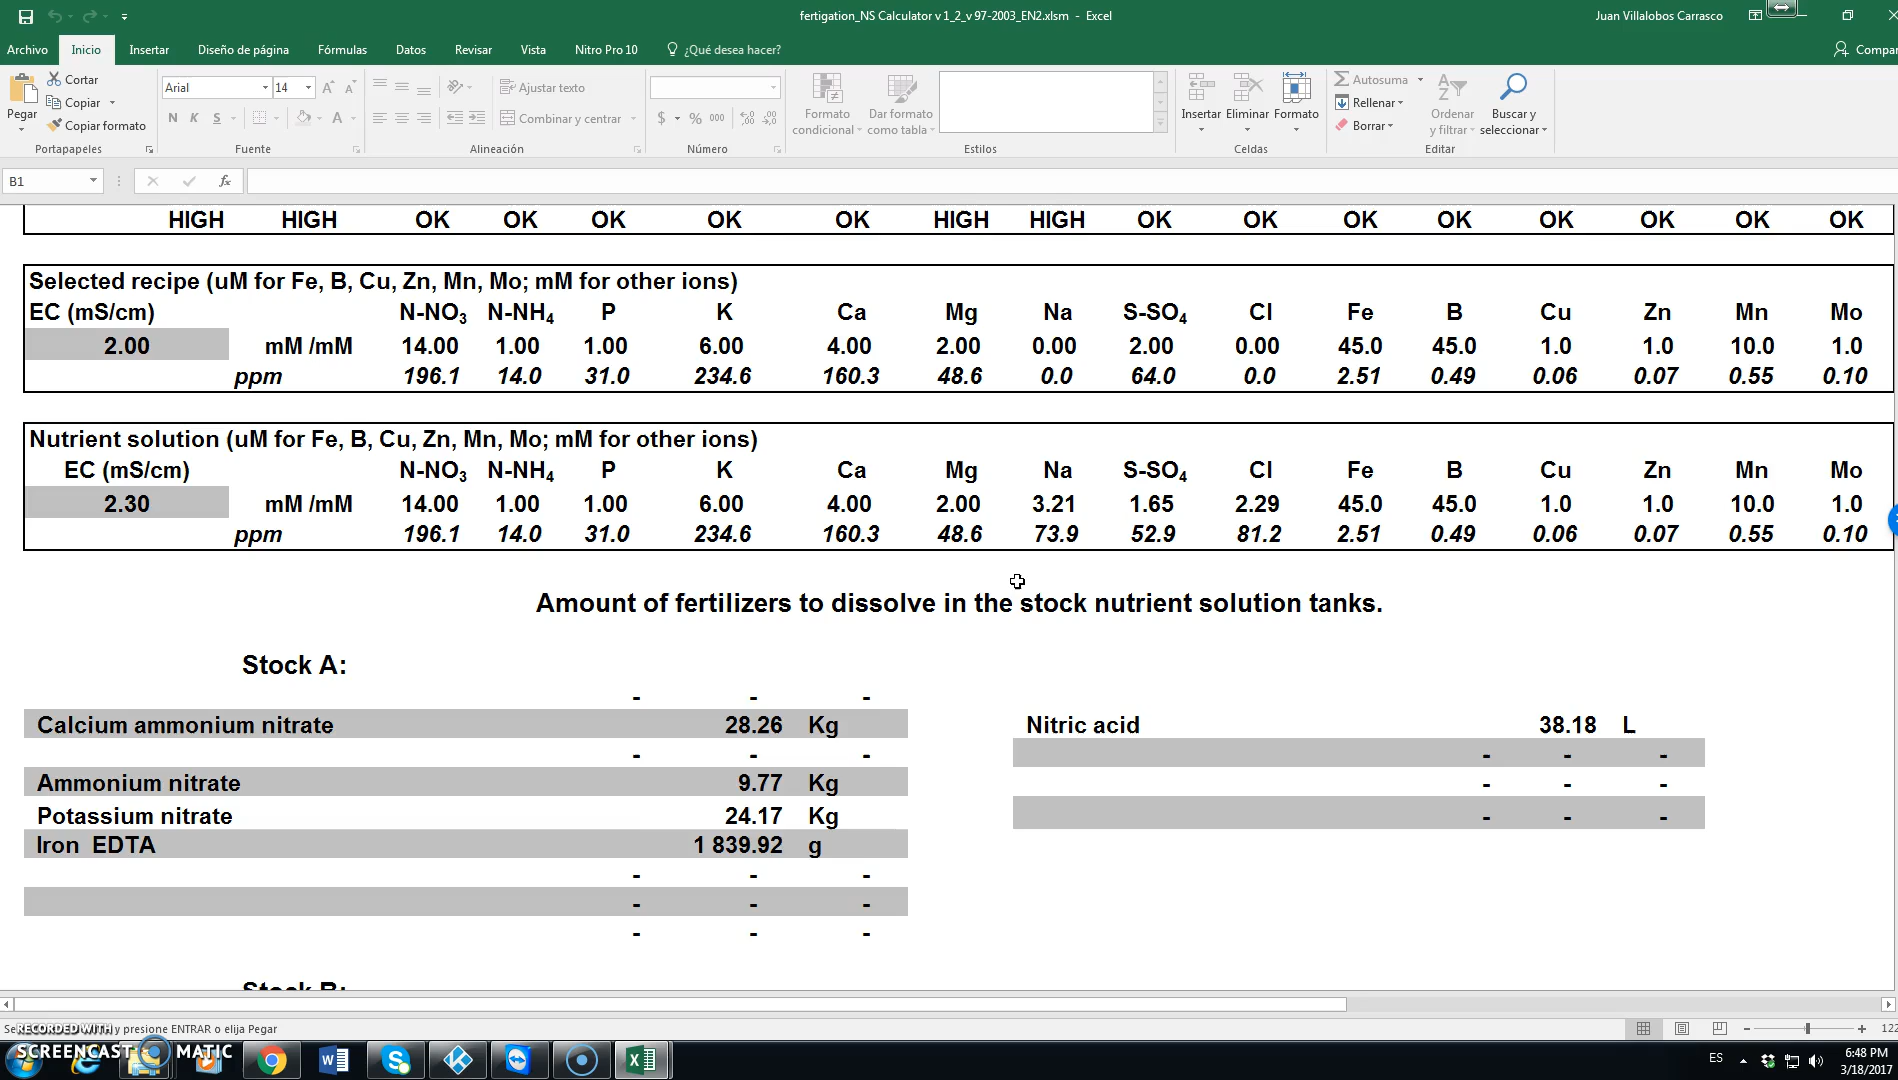 fertigation_NS Calculator v 1_2_v 97-2003_EN2.xlsm - Excel
Juan Villalobos Carrasco
Archivo Inicio Insertar Diseño de página Fórmulas Datos Revisar Vista Nitro Pro 10 ¿Qué desea hacer? Compar
Pegar Cortar Copiar Copiar formato Portapapeles
Arial 14 N K S Fuente
Ajustar texto Combinar y centrar Alineación
$ % 000 Número
Formato condicional Dar formato como tabla Estilos
Insertar Eliminar Formato Celdas
Autosuma Rellenar Borrar Ordenar y filtrar Buscar y seleccionar Editar
B1 fx
HIGH HIGH OK OK OK OK OK HIGH HIGH OK OK OK OK OK OK OK OK
Selected recipe (uM for Fe, B, Cu, Zn, Mn, Mo; mM for other ions)
EC (mS/cm) N-NO3 N-NH4 P K Ca Mg Na S-SO4 Cl Fe B Cu Zn Mn Mo
2.00 mM /mM 14.00 1.00 1.00 6.00 4.00 2.00 0.00 2.00 0.00 45.0 45.0 1.0 1.0 10.0 1.0
ppm 196.1 14.0 31.0 234.6 160.3 48.6 0.0 64.0 0.0 2.51 0.49 0.06 0.07 0.55 0.10
Nutrient solution (uM for Fe, B, Cu, Zn, Mn, Mo; mM for other ions)
EC (mS/cm) N-NO3 N-NH4 P K Ca Mg Na S-SO4 Cl Fe B Cu Zn Mn Mo
2.30 mM /mM 14.00 1.00 1.00 6.00 4.00 2.00 3.21 1.65 2.29 45.0 45.0 1.0 1.0 10.0 1.0
ppm 196.1 14.0 31.0 234.6 160.3 48.6 73.9 52.9 81.2 2.51 0.49 0.06 0.07 0.55 0.10
Amount of fertilizers to dissolve in the stock nutrient solution tanks.
Stock A:
- - -
Calcium ammonium nitrate 28.26 Kg Nitric acid 38.18 L
- - - - - -
Ammonium nitrate 9.77 Kg - - -
Potassium nitrate 24.17 Kg - - -
Iron EDTA 1 839.92 g
- - -
- - -
- - -
Stock B:
y presione ENTRAR o elija Pegar
RECORDED WITH
SCREENCAST MATIC
ES
6:48 PM
3/18/2017